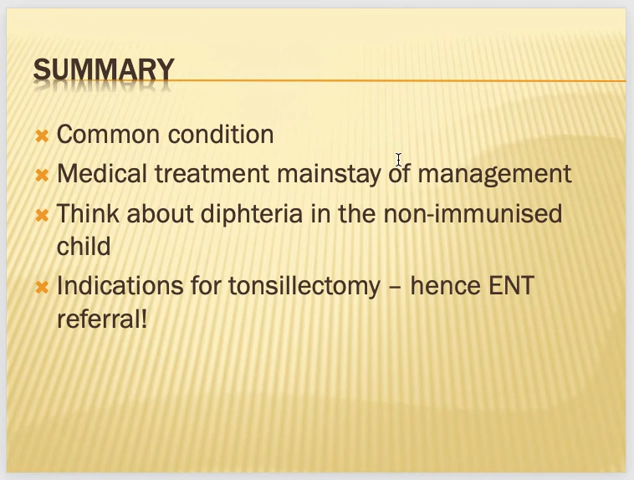 SUMMARY
Common condition
Medical treatment mainstay of management
Think about diphteria in the non-immunised
child
Indications for tonsillectomy – hence ENT
referral!